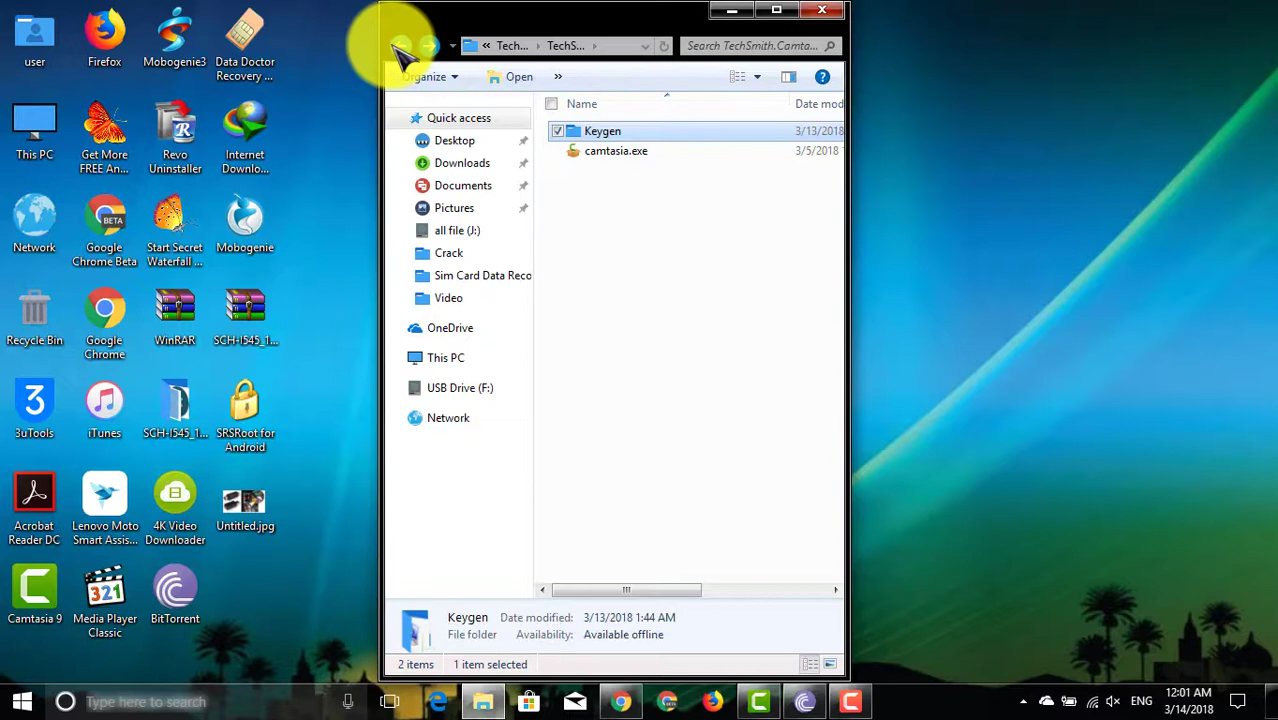 user
Firefox
Mobogenie3
Data Doctor
Recovery ...
This PC
Get More
FREE An...
Revo
Uninstaller
Internet
Downlo...
Network
Google
Chrome Beta
BETA
Start Secret
Waterfall ...
Mobogenie
Recycle Bin
Google
Chrome
WinRAR
SCH-I545_1...
3
3uTools
iTunes
SCH-I545_1...
SRSRoot for
Android
Acrobat
Reader DC
Lenovo Moto
Smart Assis...
4K Video
Downloader
Untitled.jpg
Camtasia 9
321
Media Player
Classic
BitTorrent
« Tech... › TechS... ›
Search TechSmith.Camta...
Organize
Open
»
Name
Date mod
Keygen
3/13/2018
camtasia.exe
3/5/2018 1
Quick access
Desktop
Downloads
Documents
Pictures
all file (J:)
Crack
Sim Card Data Reco
Video
OneDrive
This PC
USB Drive (F:)
Network
Keygen Date modified: 3/13/2018 1:44 AM
File folder Availability: Available offline
2 items 1 item selected
Type here to search
ENG
12:01 AM
3/14/2018